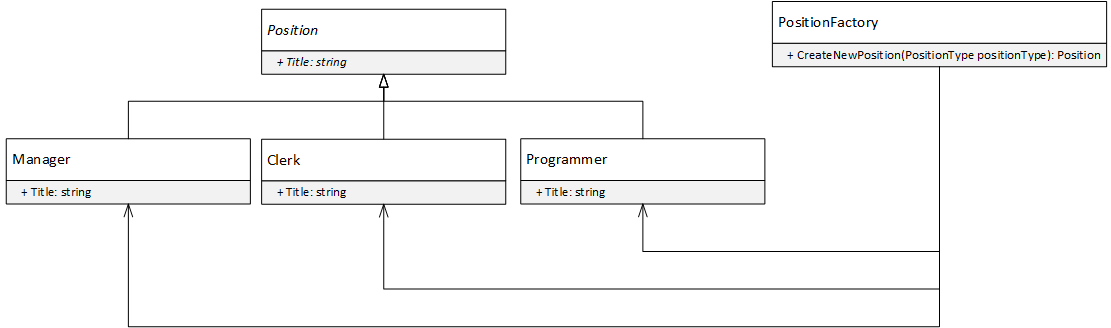 Position
+ Title: string
PositionFactory
+ CreateNewPosition(PositionType positionType): Position
Manager
+ Title: string
Clerk
+ Title: string
Programmer
+ Title: string